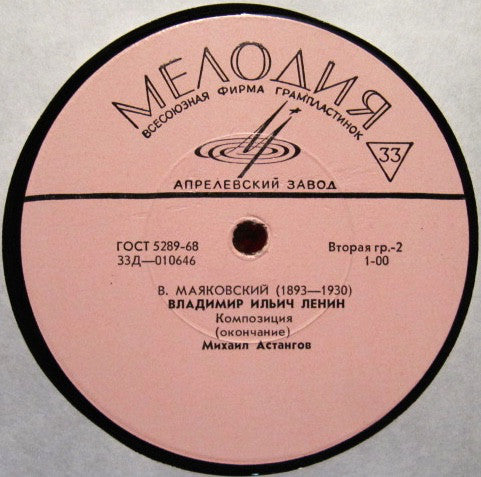 МЕЛОДИЯ
ВСЕСОЮЗНАЯ ФИРМА ГРАМПЛАСТИНОК
33
АПРЕЛЕВСКИЙ ЗАВОД
ГОСТ 5289-68
Вторая гр.-2
33Д—010646
1-00
В. МАЯКОВСКИЙ (1893—1930)
ВЛАДИМИР ИЛЬИЧ ЛЕНИН
Композиция
(окончание)
Михаил Астангов